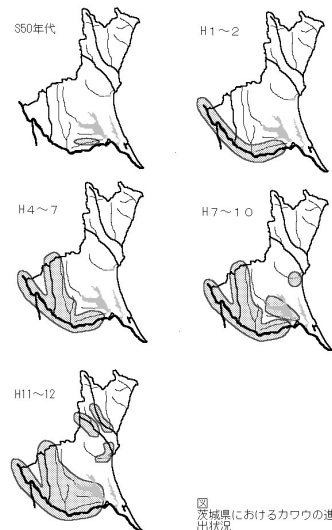 S50年代
H1～2
H4～7
H7～10
H11～12
図
茨城県におけるカワウの進
出状況